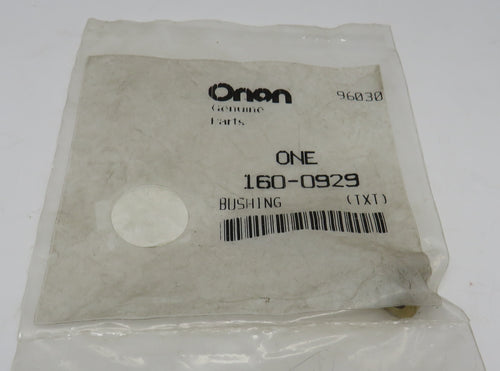 Onan 96030
Genuine
Parts
ONE
160-0929
BUSHING (TXT)